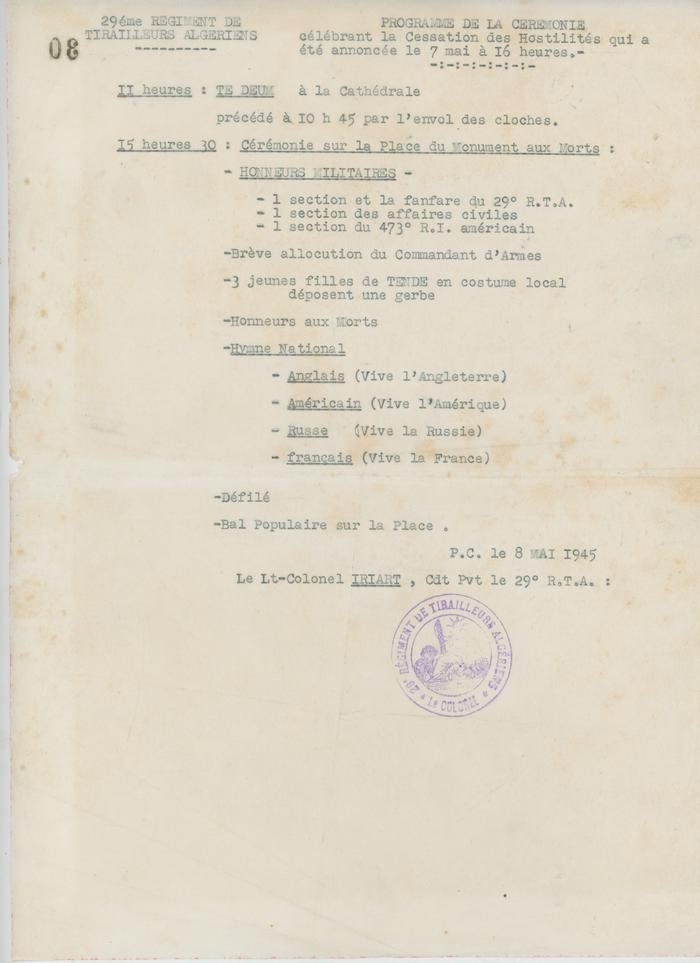 29éme REGIMENT DE
TIRAILLEURS ALGERIENS
----------
08
PROGRAMME DE LA CEREMONIE
célébrant la Cessation des Hostilités qui a
été annoncée le 7 mai à I6 heures.-
-:-:-:-:-:-:-
II heures : TE DEUM à la Cathédrale
précédé à IO h 45 par l'envol des cloches.
I5 heures 30 : Cérémonie sur la Place du Monument aux Morts :
- HONNEURS MILITAIRES -
- 1 section et la fanfare du 29° R.T.A.
- 1 section des affaires civiles
- 1 section du 473° R.I. américain
-Brève allocution du Commandant d'Armes
-3 jeunes filles de TENDE en costume local
déposent une gerbe
-Honneurs aux Morts
-Hymne National
- Anglais (Vive l'Angleterre)
- Américain (Vive l'Amérique)
- Russe (Vive la Russie)
- français (Vive la France)
-Défilé
-Bal Populaire sur la Place .
P.C. le 8 MAI I945
Le Lt-Colonel IRIART , Cdt Pvt le 29° R.T.A. :
29e RÉGIMENT DE TIRAILLEURS ALGÉRIENS
* LE COLONEL *